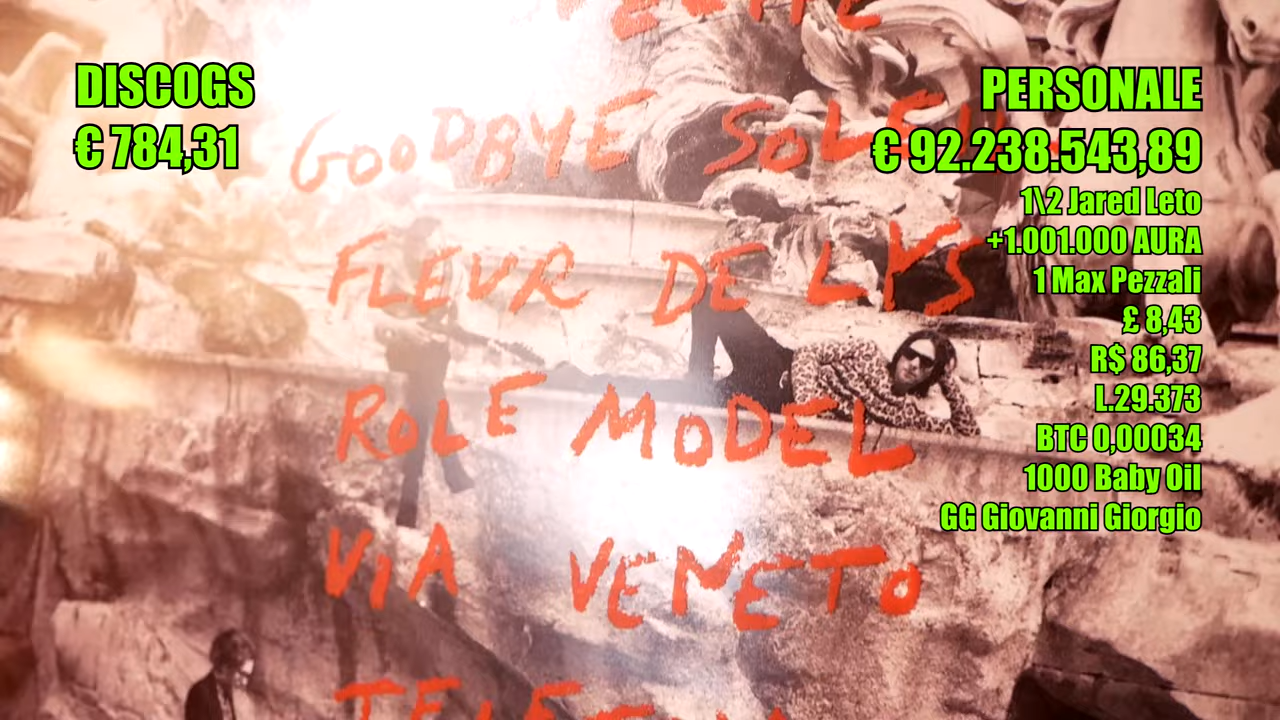 DISCOGS
€ 784,31
PERSONALE
€ 92.238.543,89
1\2 Jared Leto
+1.001.000 AURA
1 Max Pezzali
£ 8,43
R$ 86,37
L.29.373
BTC 0,00034
1000 Baby Oil
GG Giovanni Giorgio
GOODBYE
FLEUR DE LYS
ROLE MODEL
VIA VENETO